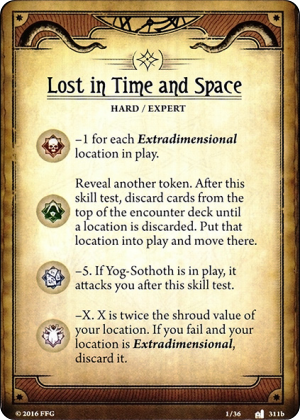 Lost in Time and Space
HARD / EXPERT
–1 for each Extradimensional
location in play.
Reveal another token. After this
skill test, discard cards from the
top of the encounter deck until
a location is discarded. Put that
location into play and move there.
–5. If Yog-Sothoth is in play, it
attacks you after this skill test.
–X. X is twice the shroud value of
your location. If you fail and your
location is Extradimensional,
discard it.
© 2016 FFG
1/36
311b